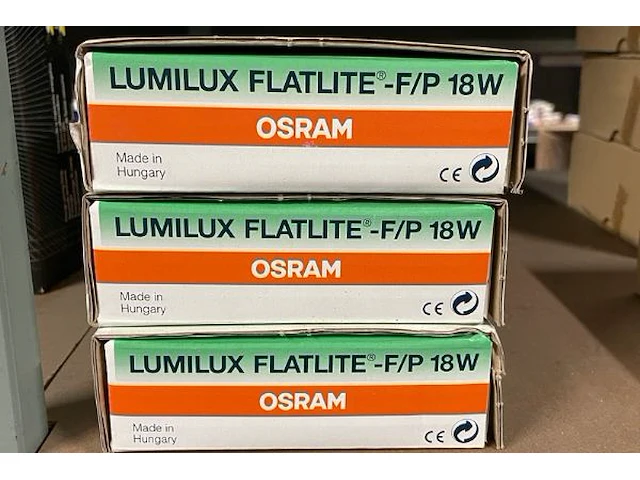 LUMILUX FLATLITE®-F/P 18W
OSRAM
Made in
Hungary
CE
LUMILUX FLATLITE®-F/P 18W
OSRAM
Made in
Hungary
CE
LUMILUX FLATLITE®-F/P 18W
OSRAM
Made in
Hungary
CE